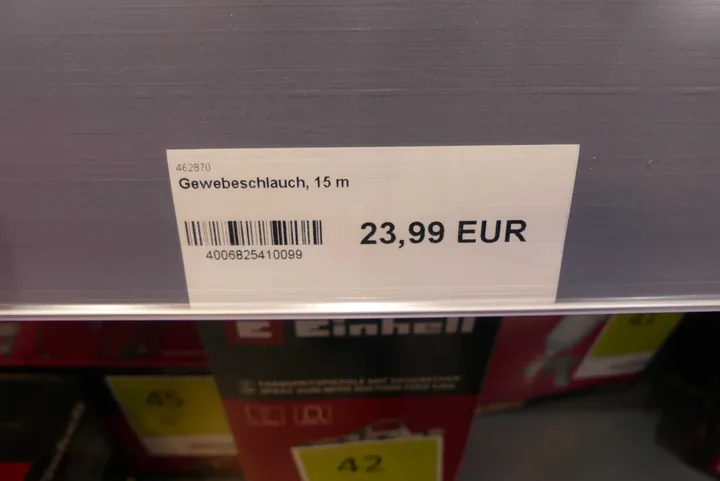 462870
Gewebeschlauch, 15 m
23,99 EUR
4006825410099
Einhell
45
42